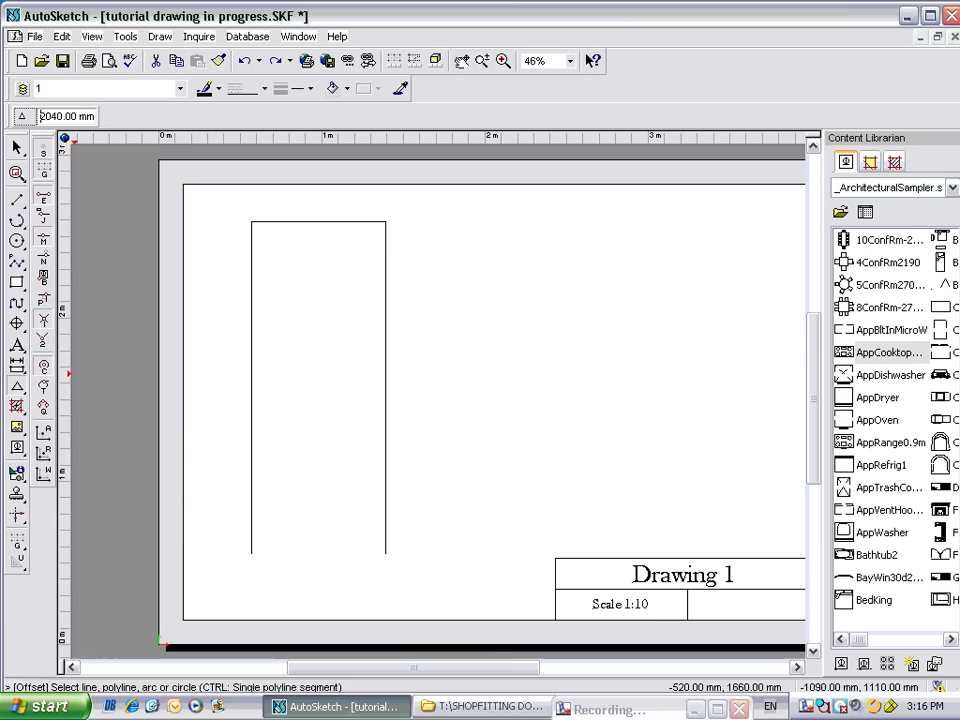 AutoSketch - [tutorial drawing in progress.SKF *]
File Edit View Tools Draw Inquire Database Window Help
ABC 46%
1
2040.00 mm
0 m 1 m 2 m 3 m
Content Librarian
_ArchitecturalSampler.s
10ConfRm-2...
4ConfRm2190
5ConfRm270...
8ConfRm-27...
AppBltInMicroW
AppCooktop...
AppDishwasher
AppDryer
AppOven
AppRange0.9m
AppRefrig1
AppTrashCo...
AppVentHoo...
AppWasher
Bathtub2
BayWin30d2...
BedKing
Drawing 1
Scale 1:10
> [Offset] Select line, polyline, arc or circle (CTRL: Single polyline segment)
-520.00 mm, 1660.00 mm -1090.00 mm, 1110.00 mm
start
AutoSketch - [tutorial...
T:\SHOPFITTING DO...
Recording...
EN
3:16 PM